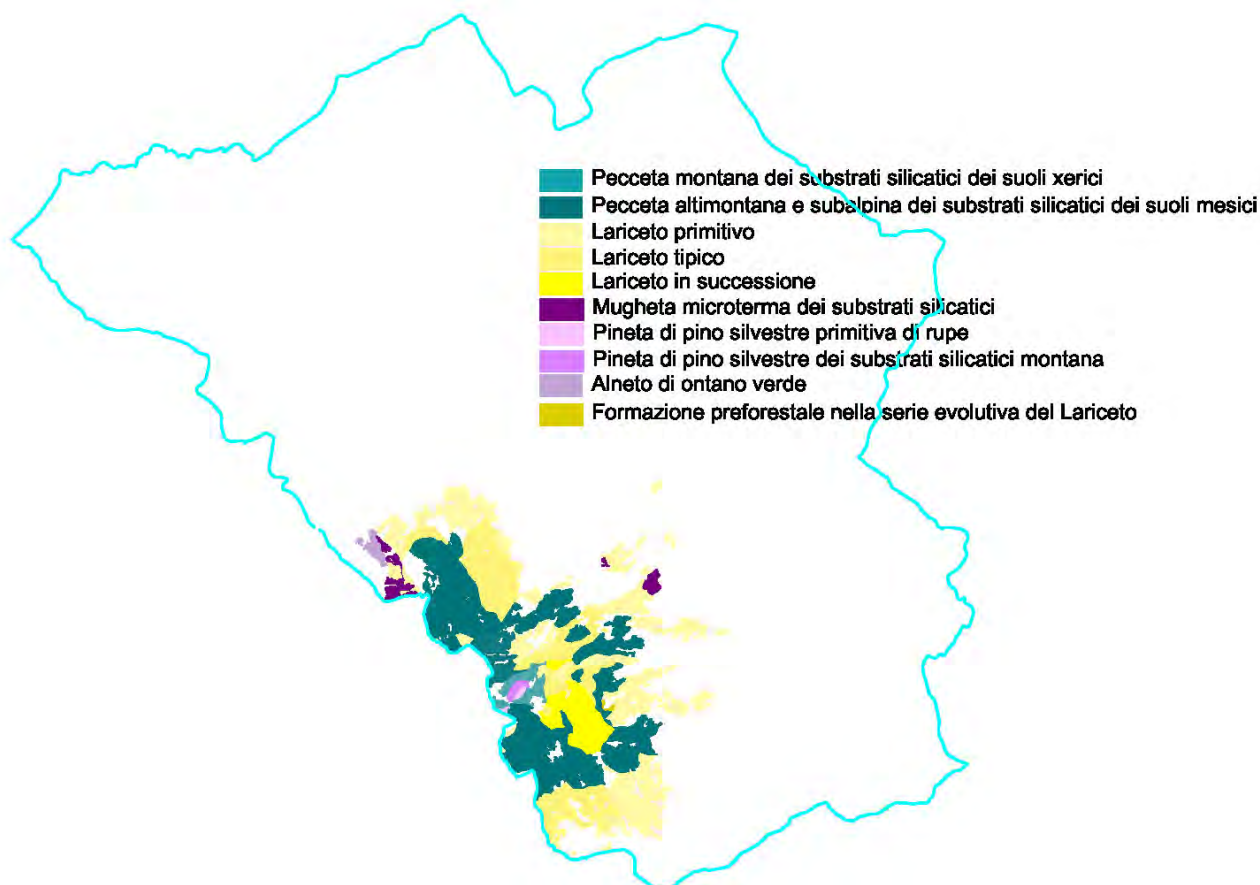 Pecceta montana dei substrati silicatici dei suoli xerici
Pecceta altimontana e subalpina dei substrati silicatici dei suoli mesici
Lariceto primitivo
Lariceto tipico
Lariceto in successione
Mugheta microterma dei substrati silicatici
Pineta di pino silvestre primitiva di rupe
Pineta di pino silvestre dei substrati silicatici montana
Alneto di ontano verde
Formazione preforestale nella serie evolutiva del Lariceto